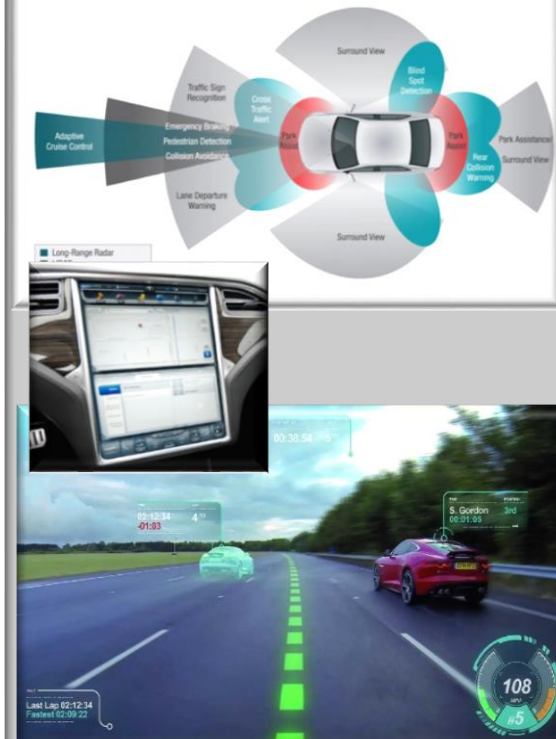 Surround View
Blind
Spot
Detection
Traffic Sign
Recognition
Cross
Traffic
Alert
Emergency Braking
Pedestrian Detection
Collision Avoidance
Adaptive
Cruise Control
Park
Assist
Park
Assist
Park Assistance/
Surround View
Rear
Collision
Warning
Lane Departure
Warning
Surround View
Long-Range Radar
00:38.54
02:12:34
-01:03
S. Gordon 3rd
00:01:05
Last Lap 02:12:34
Fastest 02:09:22
108
5